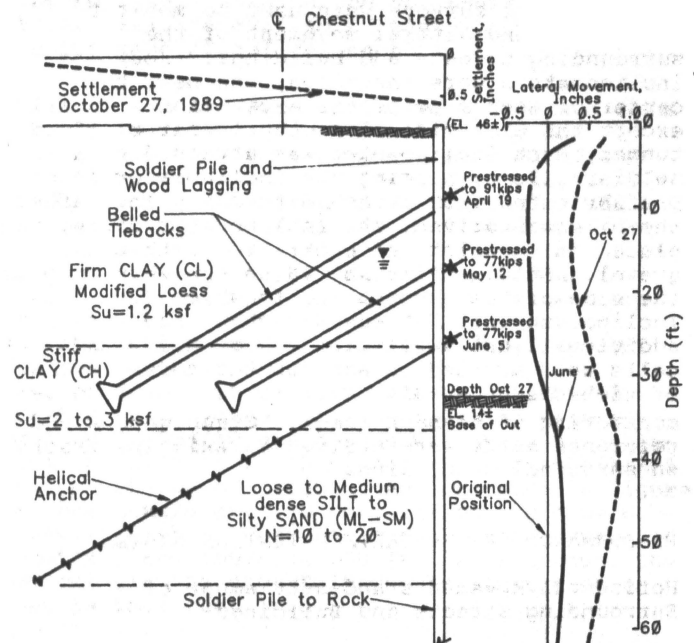 ℄ Chestnut Street
Settlement
October 27, 1989
0
0.5
Settlement,
Inches
(EL 46±)
Lateral Movement,
Inches
0.5 0 0.5 1.0
Soldier Pile and
Wood Lagging
Belled
Tiebacks
Firm CLAY (CL)
Modified Loess
Su=1.2 ksf
Stiff
CLAY (CH)
Su=2 to 3 ksf
Helical
Anchor
Loose to Medium
dense SILT to
Silty SAND (ML-SM)
N=10 to 20
Soldier Pile to Rock
Prestressed
to 91kips
April 19
Prestressed
to 77kips
May 12
Prestressed
to 77kips
June 5
Depth Oct 27
EL 14±
Base of Cut
Oct 27
June 7
Original
Position
0
10
20
30
40
50
60
Depth (ft.)